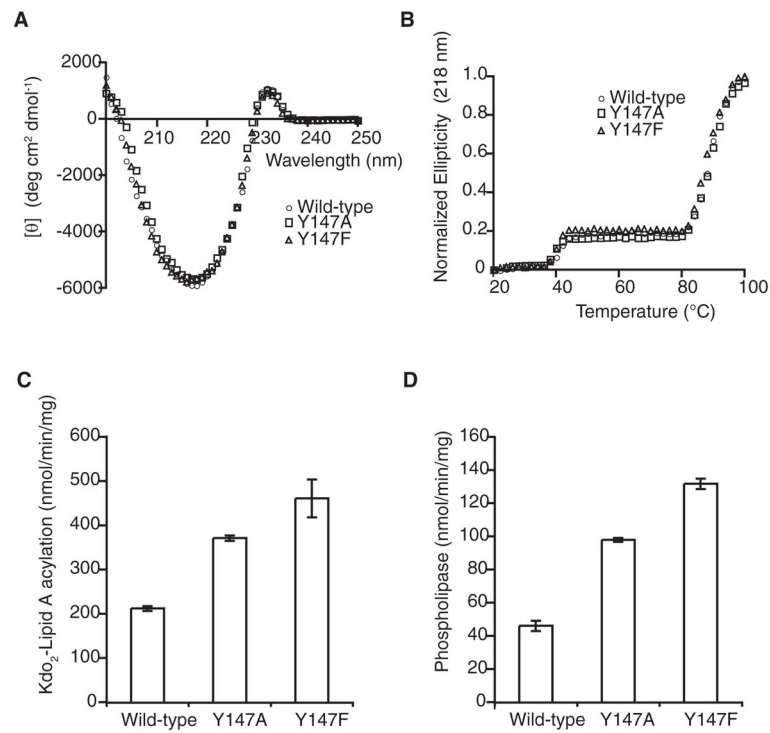 A
2000
0
-2000
-4000
-6000
[θ] (deg cm² dmol⁻¹)
210 220 230 240 250
Wavelength (nm)
Wild-type
Y147A
Y147F
B
1.0
0.8
0.6
0.4
0.2
0
Normalized Ellipticity (218 nm)
Wild-type
Y147A
Y147F
20 40 60 80 100
Temperature (°C)
C
600
500
400
300
200
100
0
Kdo₂-Lipid A acylation (nmol/min/mg)
Wild-type Y147A Y147F
D
160
140
120
100
80
60
40
20
0
Phospholipase (nmol/min/mg)
Wild-type Y147A Y147F